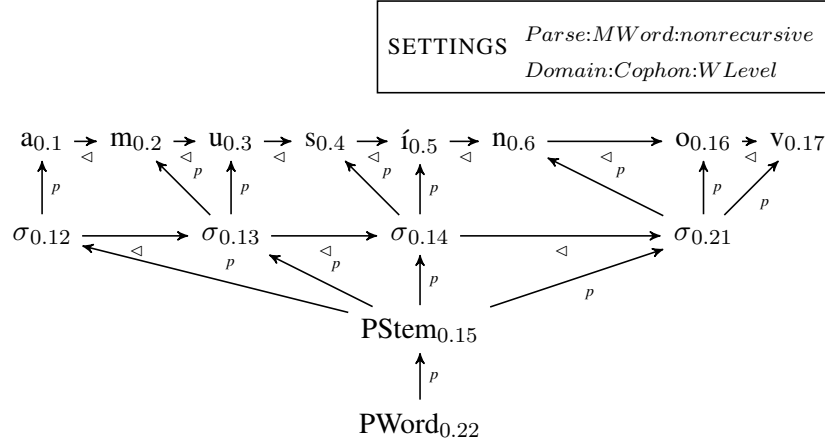 SETTINGS Parse:MWord:nonrecursive
Domain:Cophon:WLevel
a0.1 ◁ m0.2 ◁ u0.3 ◁ s0.4 ◁ í0.5 ◁ n0.6 ◁ o0.16 ◁ v0.17
p p p p p p p p
σ0.12 ◁ σ0.13 ◁ σ0.14 ◁ σ0.21
p p p p
PStem0.15
p
PWord0.22